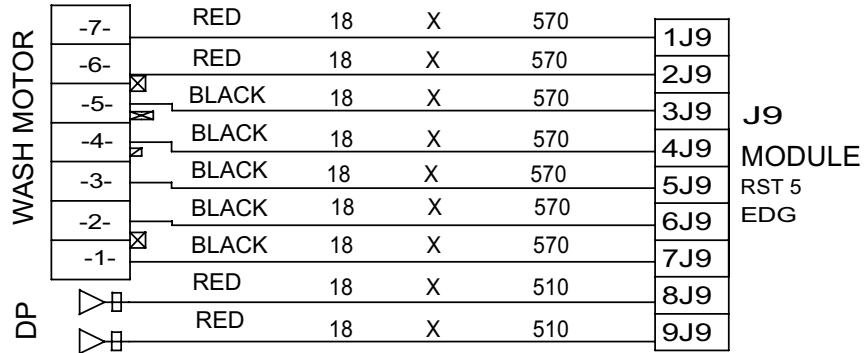 WASH MOTOR
-7- RED 18 X 570 1J9
-6- RED 18 X 570 2J9
-5- BLACK 18 X 570 3J9
-4- BLACK 18 X 570 4J9
-3- BLACK 18 X 570 5J9
-2- BLACK 18 X 570 6J9
-1- BLACK 18 X 570 7J9
DP
RED 18 X 510 8J9
RED 18 X 510 9J9
J9
MODULE
RST 5
EDG